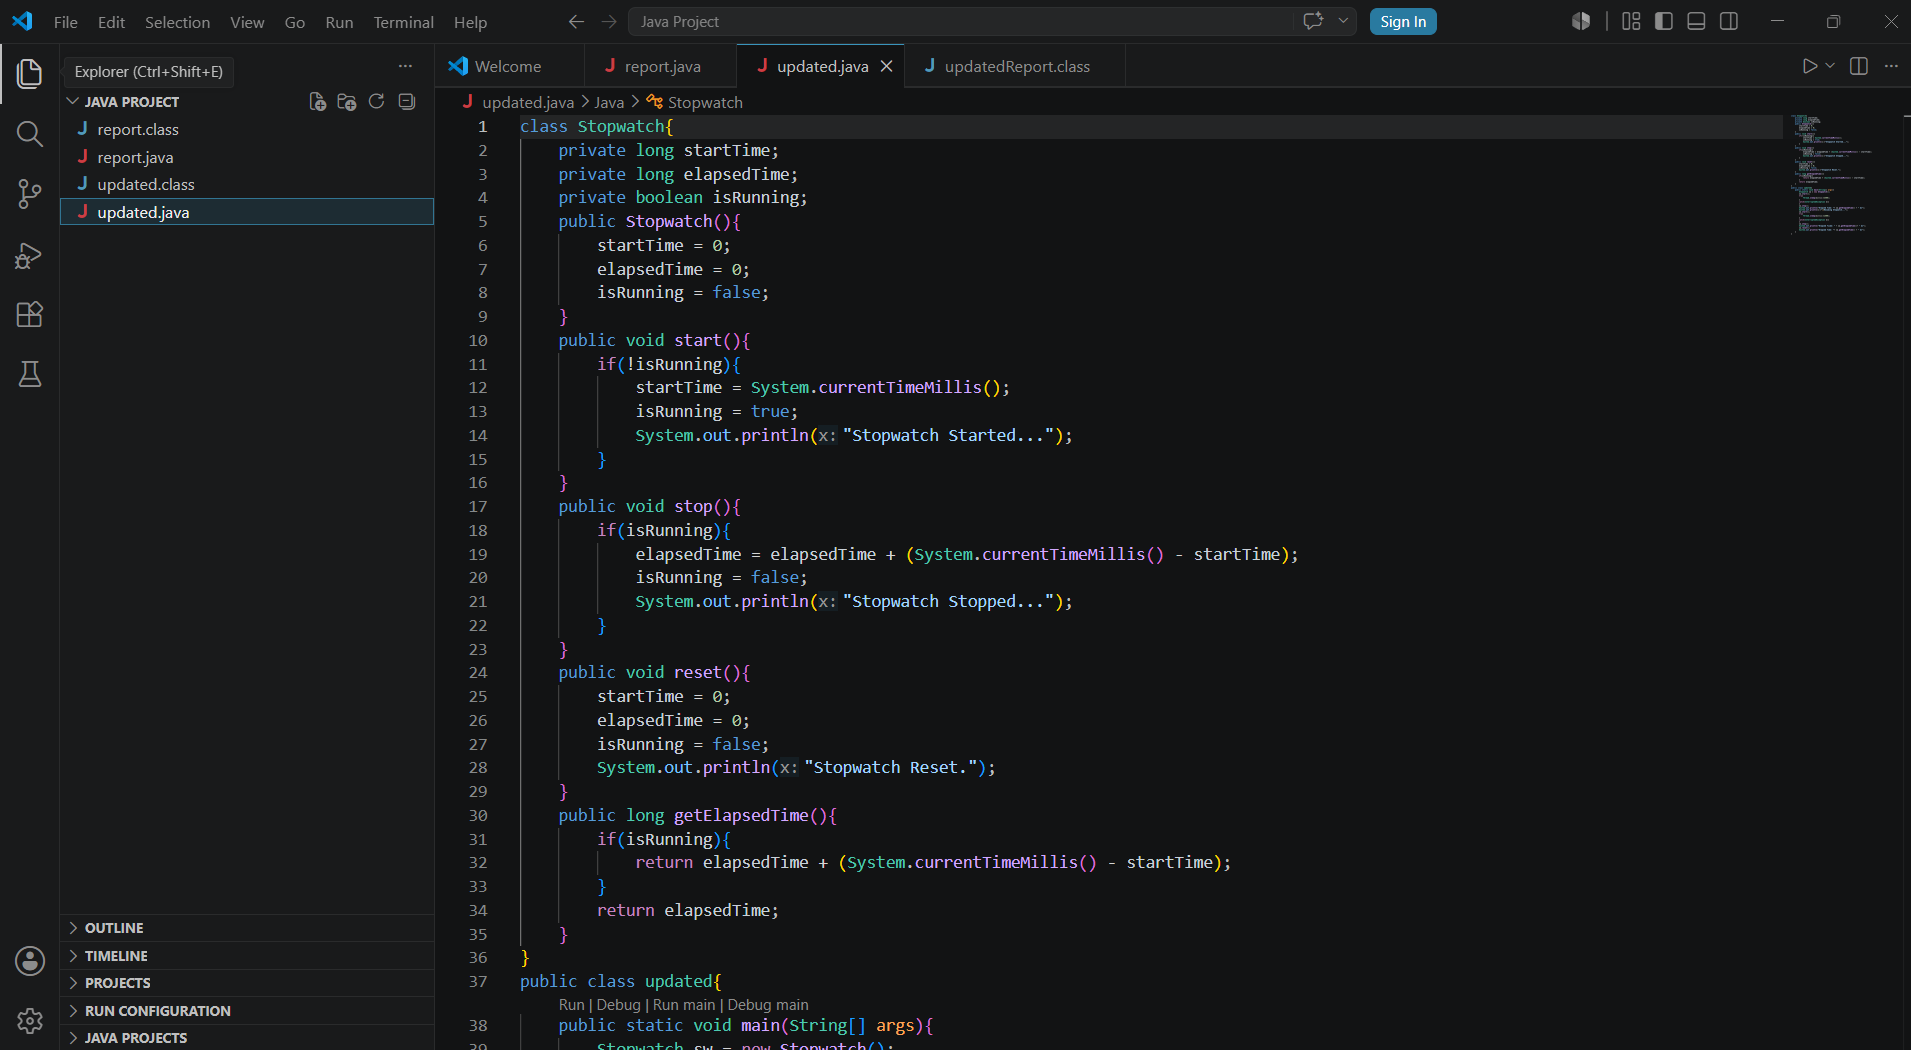 File Edit Selection View Go Run Terminal Help
Java Project
Sign In
Explorer (Ctrl+Shift+E)
JAVA PROJECT
report.class
report.java
updated.class
updated.java
OUTLINE
TIMELINE
PROJECTS
RUN CONFIGURATION
JAVA PROJECTS
Welcome
report.java
updated.java
updatedReport.class
updated.java > Java > Stopwatch
1 class Stopwatch{
2 private long startTime;
3 private long elapsedTime;
4 private boolean isRunning;
5 public Stopwatch(){
6 startTime = 0;
7 elapsedTime = 0;
8 isRunning = false;
9 }
10 public void start(){
11 if(!isRunning){
12 startTime = System.currentTimeMillis();
13 isRunning = true;
14 System.out.println(x: "Stopwatch Started...");
15 }
16 }
17 public void stop(){
18 if(isRunning){
19 elapsedTime = elapsedTime + (System.currentTimeMillis() - startTime);
20 isRunning = false;
21 System.out.println(x: "Stopwatch Stopped...");
22 }
23 }
24 public void reset(){
25 startTime = 0;
26 elapsedTime = 0;
27 isRunning = false;
28 System.out.println(x: "Stopwatch Reset.");
29 }
30 public long getElapsedTime(){
31 if(isRunning){
32 return elapsedTime + (System.currentTimeMillis() - startTime);
33 }
34 return elapsedTime;
35 }
36 }
37 public class updated{
Run | Debug | Run main | Debug main
38 public static void main(String[] args){
39 Stopwatch sw = new Stopwatch();